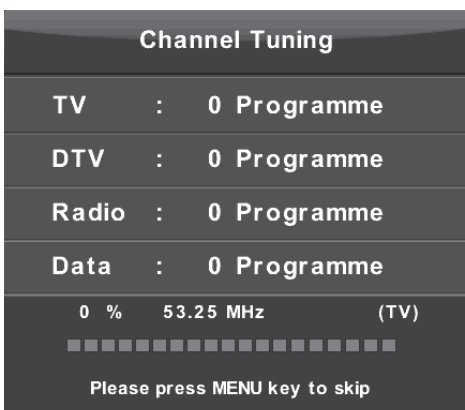 Channel Tuning
TV : 0 Programme
DTV : 0 Programme
Radio : 0 Programme
Data : 0 Programme
0 % 53.25 MHz (TV)
Please press MENU key to skip